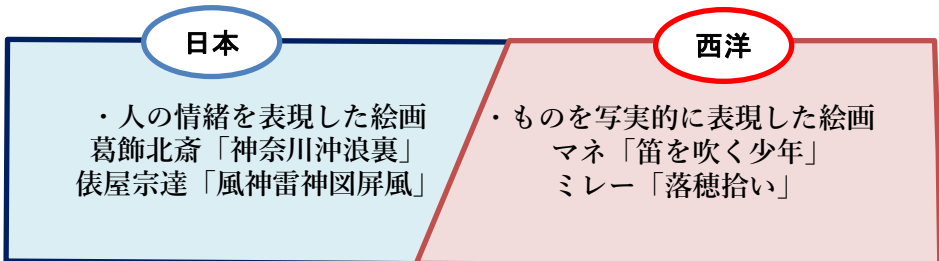 日本
・人の情緒を表現した絵画
葛飾北斎「神奈川沖浪裏」
俵屋宗達「風神雷神図屏風」
西洋
・ものを写実的に表現した絵画
マネ「笛を吹く少年」
ミレー「落穂拾い」